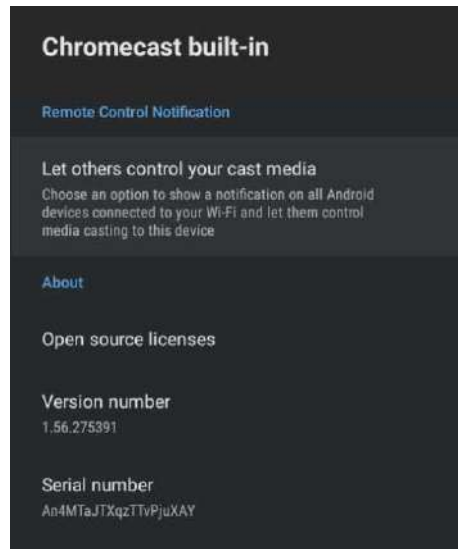 Chromecast built-in
Remote Control Notification
Let others control your cast media
Choose an option to show a notification on all Android
devices connected to your Wi-Fi and let them control
media casting to this device
About
Open source licenses
Version number
1.56.275391
Serial number
An4MTaJTXqzTTvPjuXAY